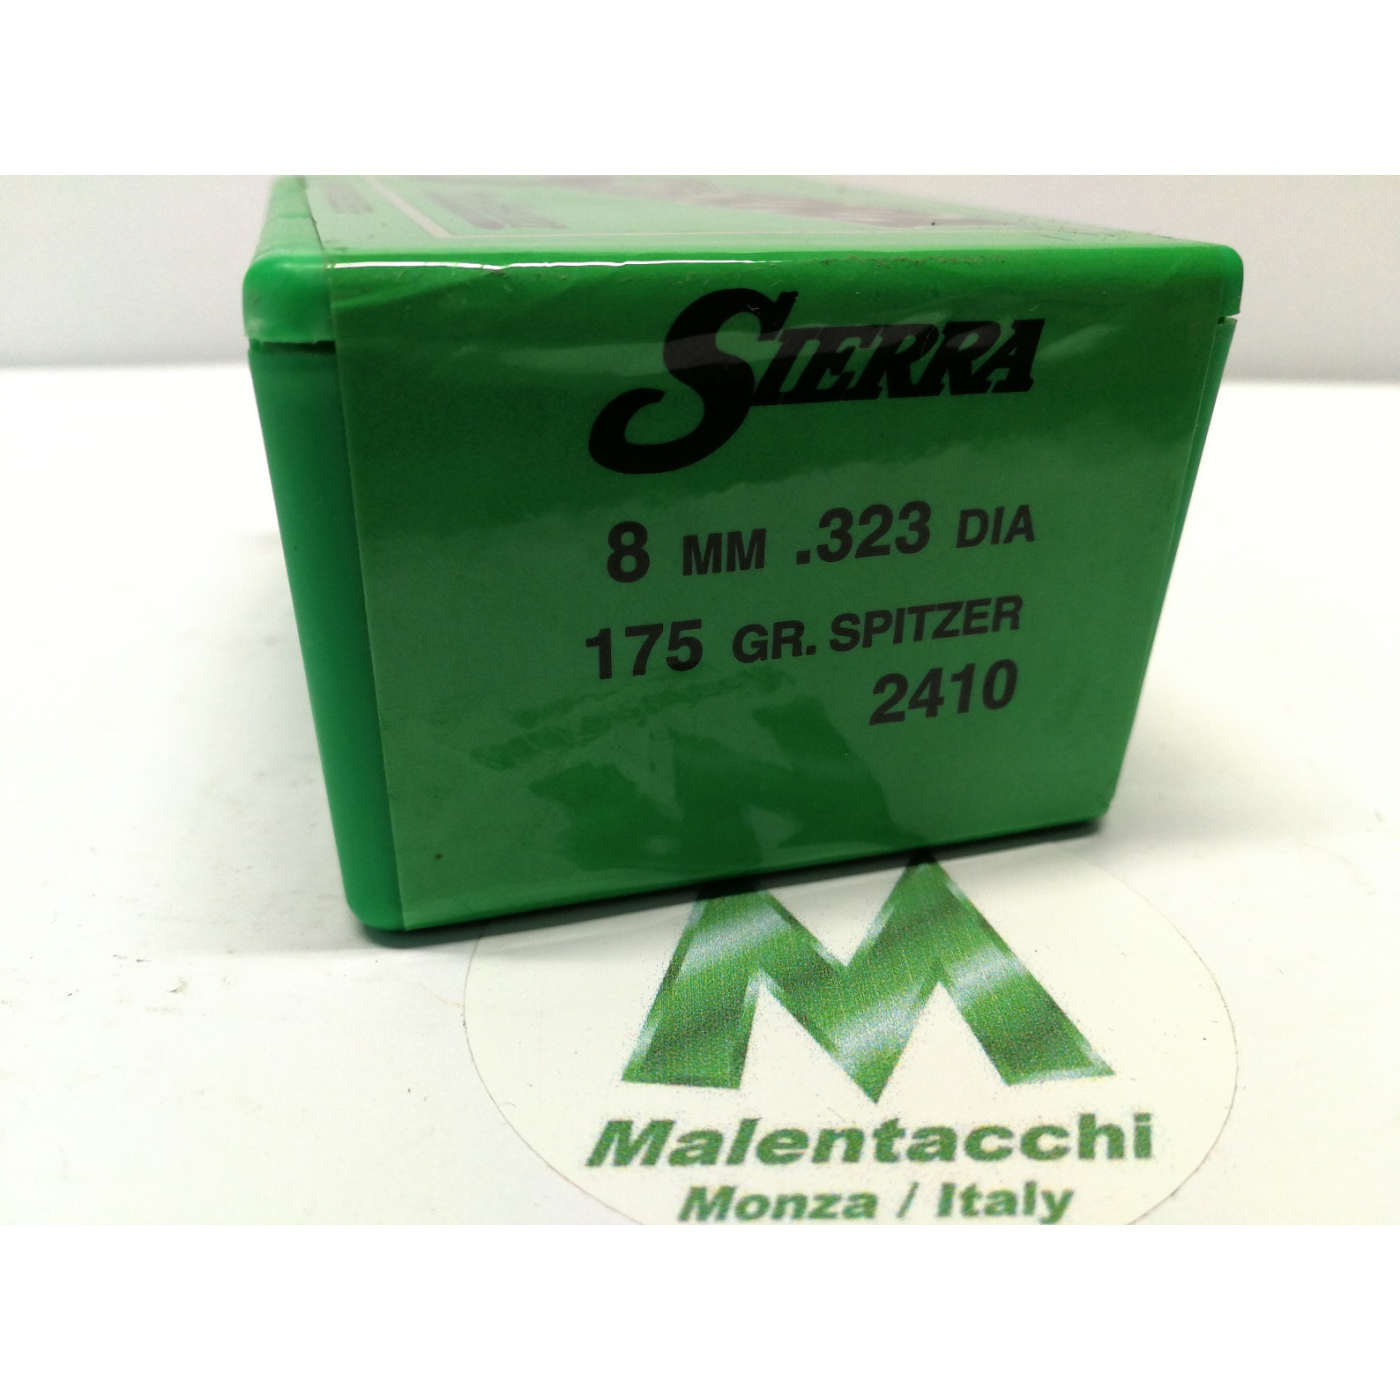 SIERRA
8 MM .323 DIA
175 GR. SPITZER
2410
Malentacchi
Monza / Italy